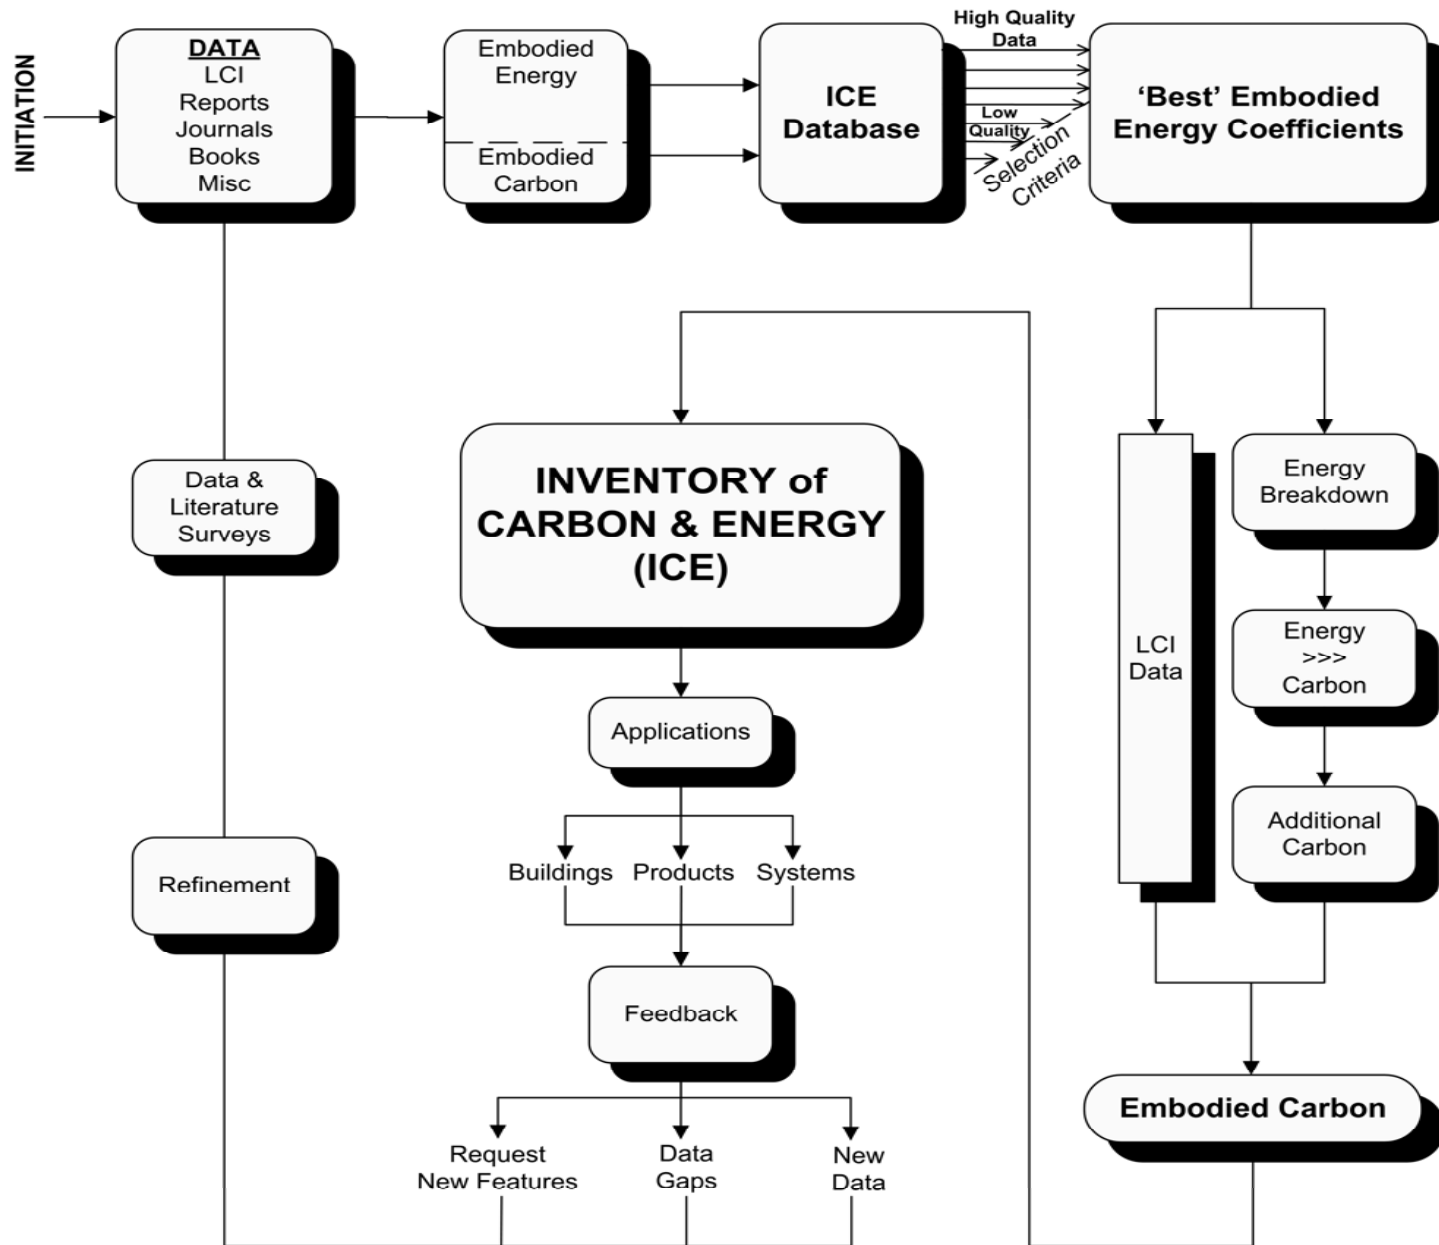 INITIATION
DATA
LCI
Reports
Journals
Books
Misc
Embodied
Energy
Embodied
Carbon
ICE
Database
High Quality
Data
Low
Quality
Selection
Criteria
‘Best’ Embodied
Energy Coefficients
Data &
Literature
Surveys
Refinement
INVENTORY of
CARBON & ENERGY
(ICE)
Applications
Buildings
Products
Systems
Feedback
Request
New Features
Data
Gaps
New
Data
LCI
Data
Energy
Breakdown
Energy
>>>
Carbon
Additional
Carbon
Embodied Carbon